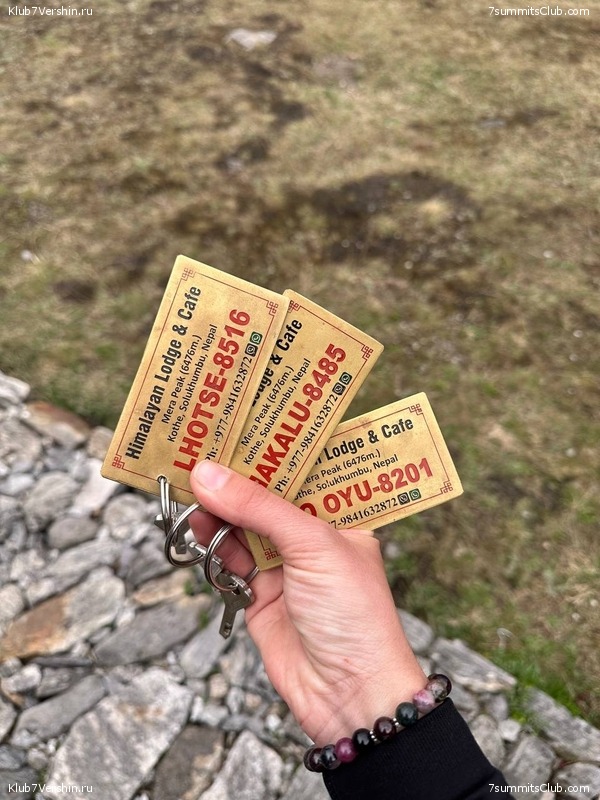 Klub7Vershin.ru
7summitsClub.com
Himalayan Lodge & Cafe
Mera Peak (6476m.)
Kothe, Solukhumbu, Nepal
LHOTSE-8516
Ph: +977-9841632872
Lodge & Cafe
Mera Peak (6476m.)
Kothe, Solukhumbu, Nepal
MAKALU-8485
Ph: +977-9841632872
Lodge & Cafe
Peak (6476m.)
Kothe, Solukhumbu, Nepal
O OYU-8201
77-9841632872
Klub7Vershin.ru
7summitsClub.com